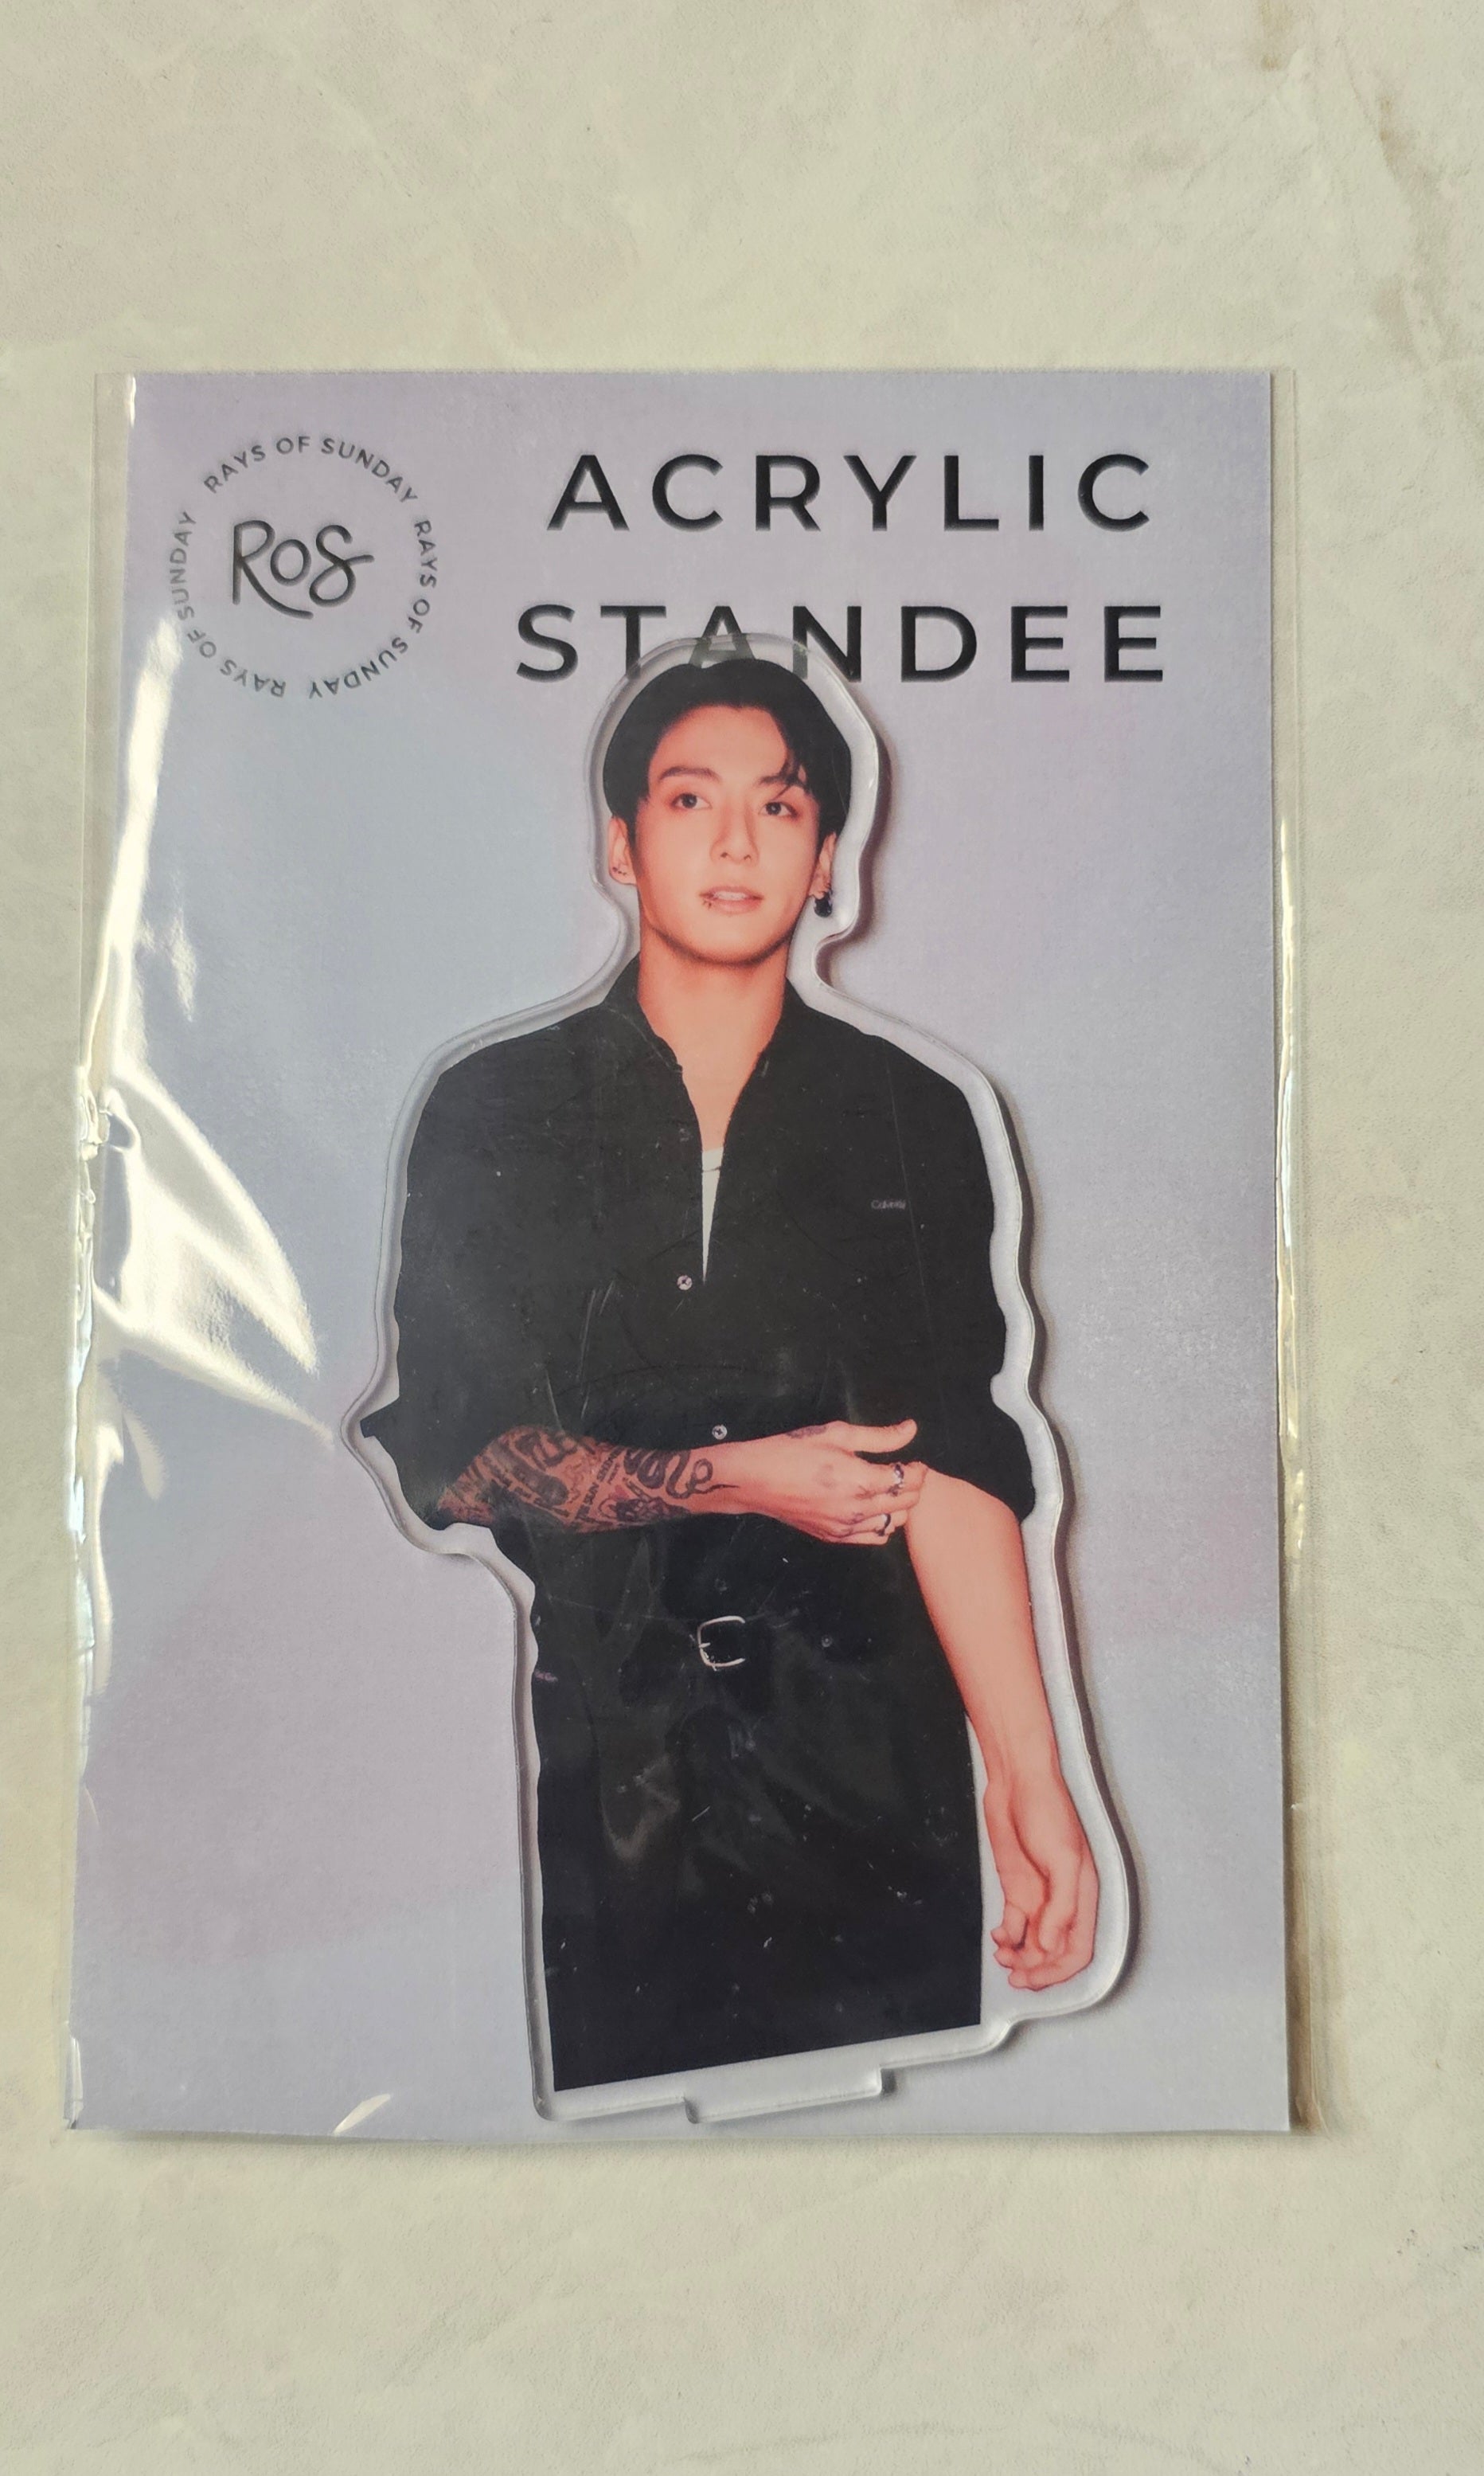 RAYS OF SUNDAY RAYS OF SUNDAY RAYS OF SUNDAY
Ros
ACRYLIC
STANDEE